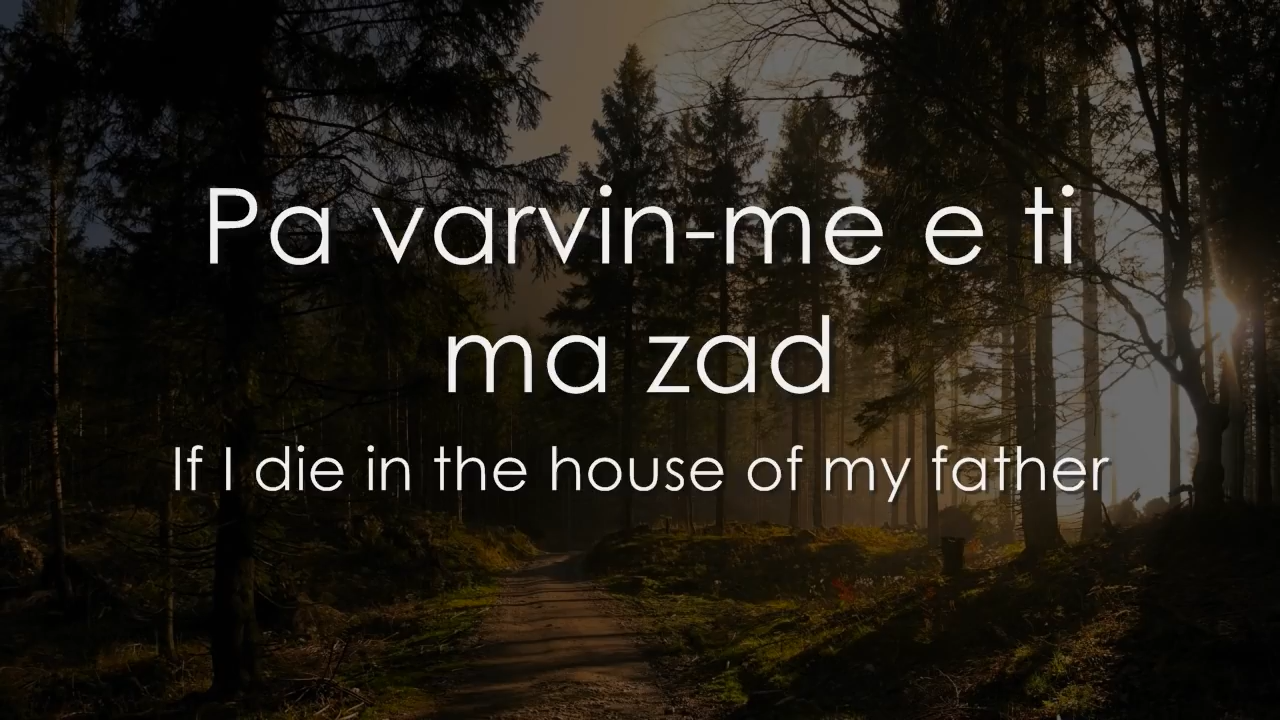 Pa varvin-me e ti
ma zad
If I die in the house of my father